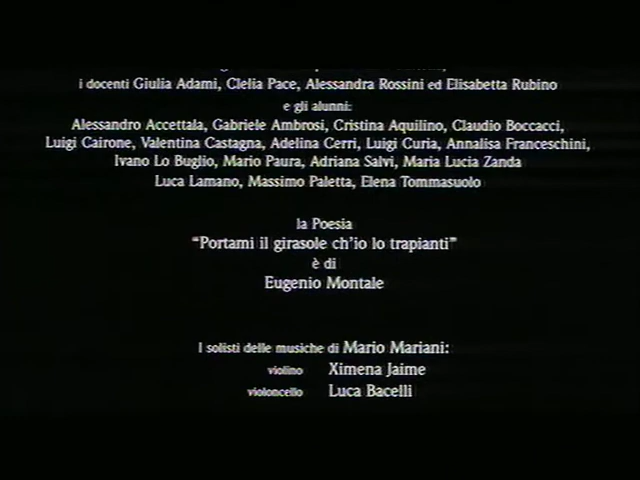 i docenti Giulia Adami, Clelia Pace, Alessandra Rossini ed Elisabetta Rubino
e gli alunni:
Alessandro Accettala, Gabriele Ambrosi, Cristina Aquilino, Claudio Boccacci,
Luigi Cairone, Valentina Castagna, Adelina Cerri, Luigi Curia, Annalisa Franceschini,
Ivano Lo Buglio, Mario Paura, Adriana Salvi, Maria Lucia Zanda
Luca Lamano, Massimo Paletta, Elena Tommasuolo
la Poesia
"Portami il girasole ch'io lo trapianti"
è di
Eugenio Montale
I solisti delle musiche di Mario Mariani:
violino Ximena Jaime
violoncello Luca Bacelli